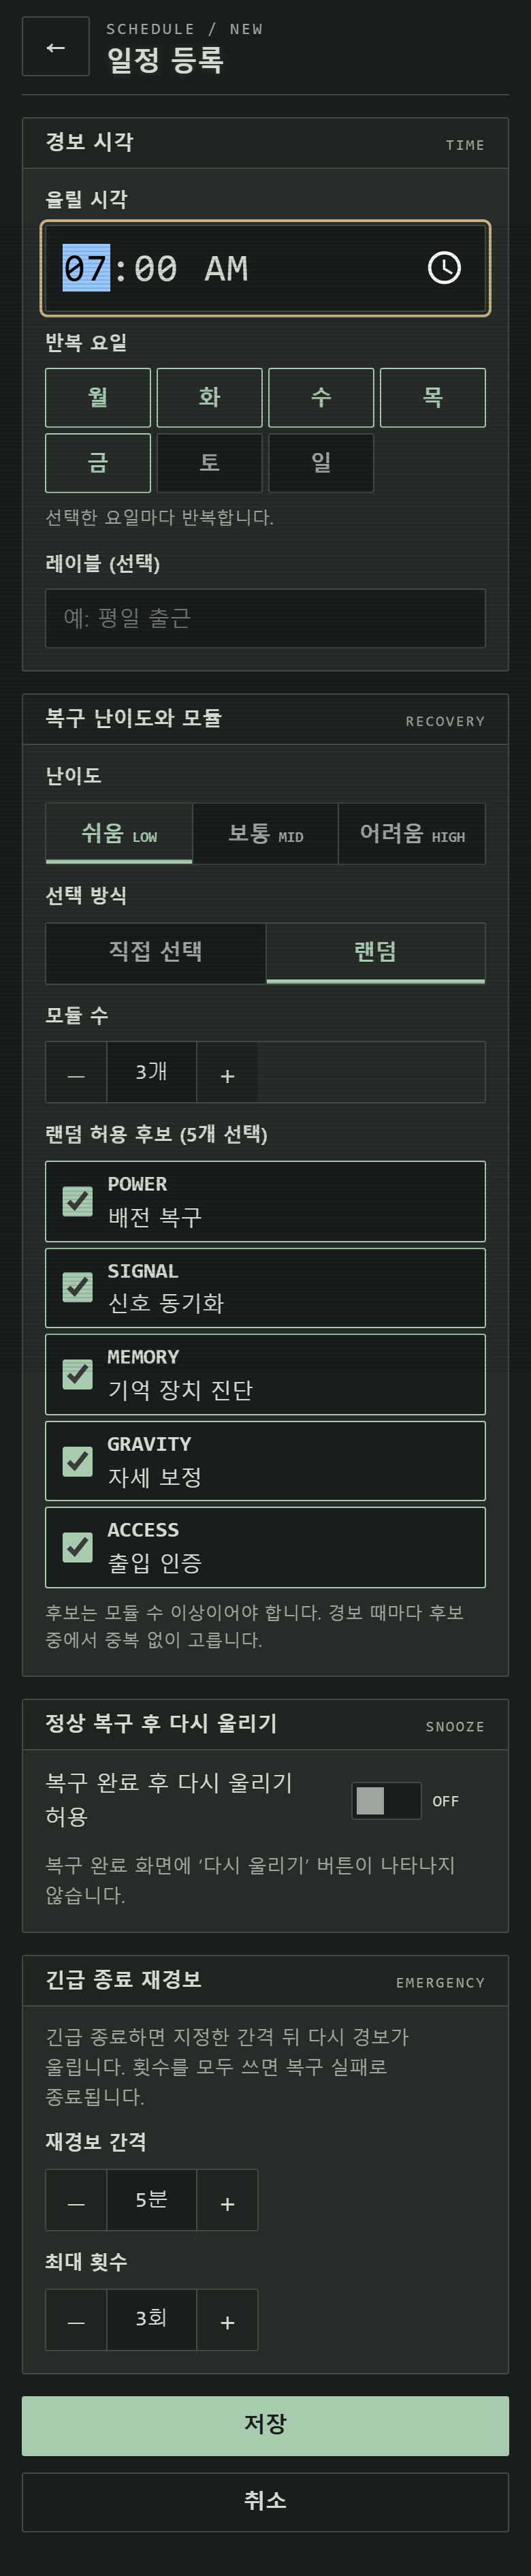 ←
SCHEDULE / NEW
일정 등록
경보 시각
TIME
울릴 시각
07:00 AM
반복 요일
월 화 수 목
금 토 일
선택한 요일마다 반복합니다.
레이블 (선택)
예: 평일 출근
복구 난이도와 모듈
RECOVERY
난이도
쉬움 LOW 보통 MID 어려움 HIGH
선택 방식
직접 선택 랜덤
모듈 수
— 3개 +
랜덤 허용 후보 (5개 선택)
POWER
배전 복구
SIGNAL
신호 동기화
MEMORY
기억 장치 진단
GRAVITY
자세 보정
ACCESS
출입 인증
후보는 모듈 수 이상이어야 합니다. 경보 때마다 후보
중에서 중복 없이 고릅니다.
정상 복구 후 다시 울리기
SNOOZE
복구 완료 후 다시 울리기
허용
OFF
복구 완료 화면에 ‘다시 울리기’ 버튼이 나타나지
않습니다.
긴급 종료 재경보
EMERGENCY
긴급 종료하면 지정한 간격 뒤 다시 경보가
울립니다. 횟수를 모두 쓰면 복구 실패로
종료됩니다.
재경보 간격
— 5분 +
최대 횟수
— 3회 +
저장
취소